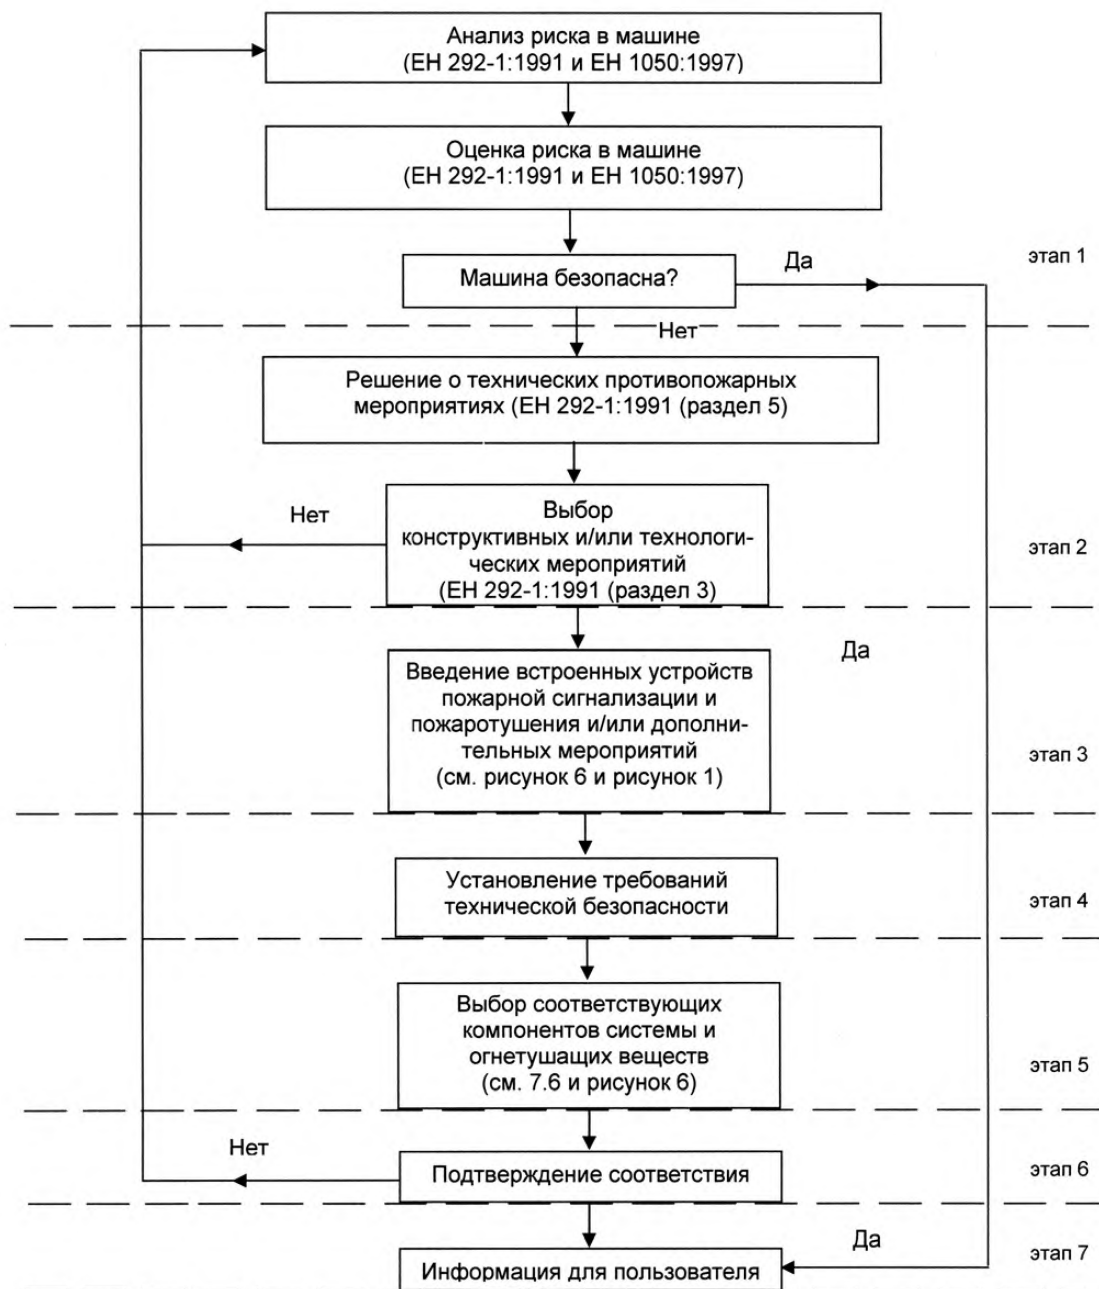 Анализ риска в машине
(ЕН 292-1:1991 и ЕН 1050:1997)
Оценка риска в машине
(ЕН 292-1:1991 и ЕН 1050:1997)
Машина безопасна?
Да
этап 1
Нет
Решение о технических противопожарных
мероприятиях (ЕН 292-1:1991 (раздел 5)
Нет
Выбор
конструктивных и/или технологи-
ческих мероприятий
(ЕН 292-1:1991 (раздел 3)
этап 2
Да
Введение встроенных устройств
пожарной сигнализации и
пожаротушения и/или дополни-
тельных мероприятий
(см. рисунок 6 и рисунок 1)
этап 3
Установление требований
технической безопасности
этап 4
Выбор соответствующих
компонентов системы и
огнетушащих веществ
(см. 7.6 и рисунок 6)
этап 5
Нет
Подтверждение соответствия
этап 6
Да
Информация для пользователя
этап 7